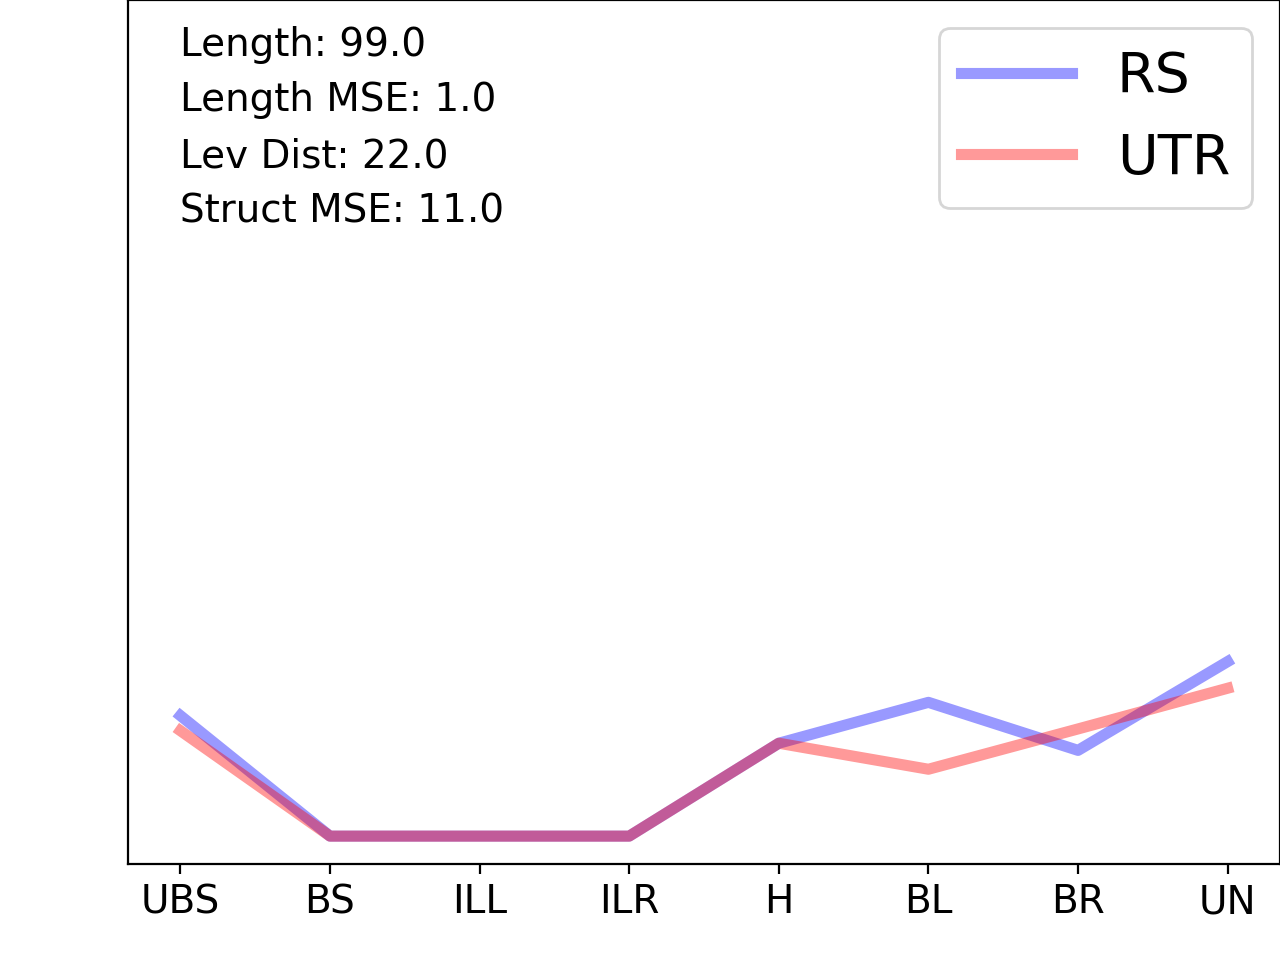 Length: 99.0
Length MSE: 1.0
Lev Dist: 22.0
Struct MSE: 11.0
RS
UTR
UBS BS ILL ILR H BL BR UN